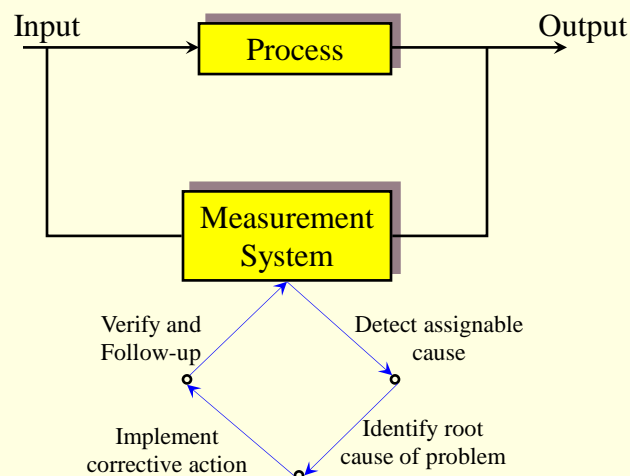 Input
Output
Process
Measurement
System
Verify and
Follow-up
Detect assignable
cause
Implement
corrective action
Identify root
cause of problem